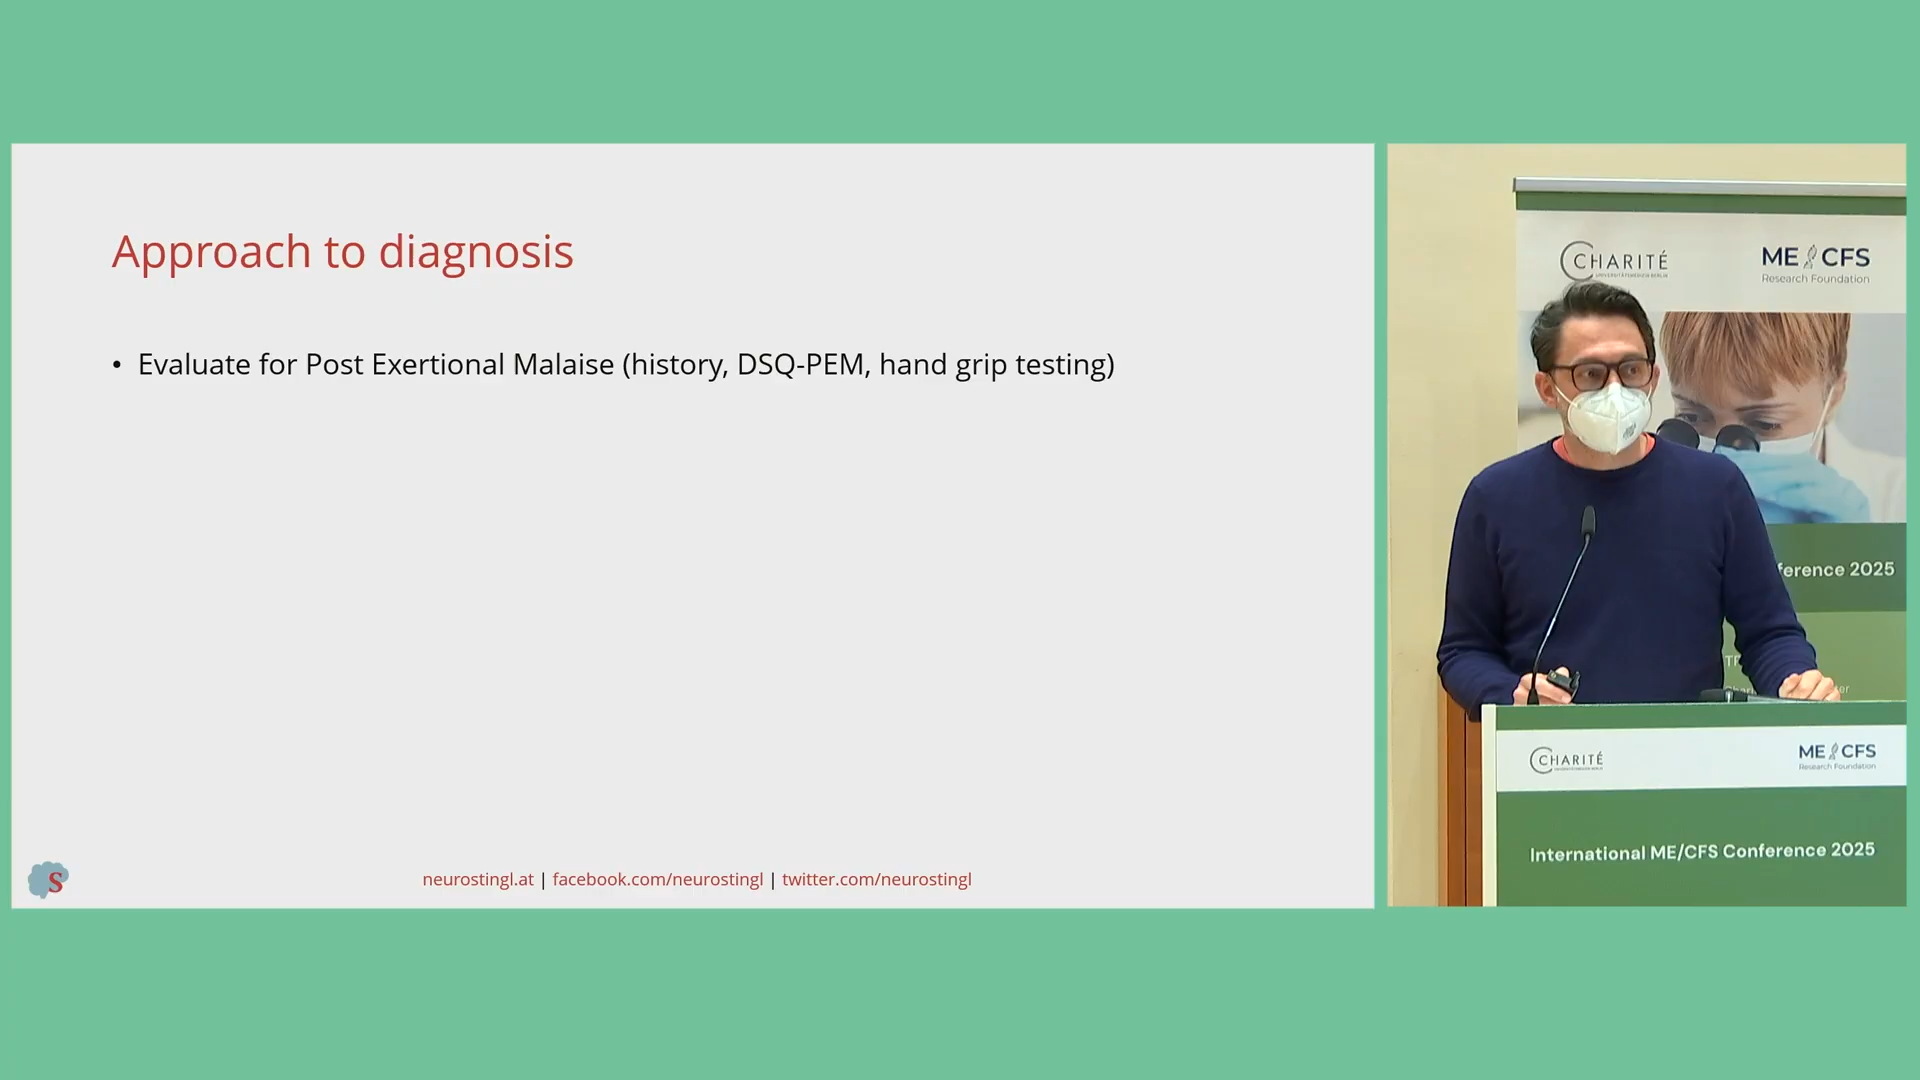 Approach to diagnosis
• Evaluate for Post Exertional Malaise (history, DSQ-PEM, hand grip testing)
S
neurostingl.at | facebook.com/neurostingl | twitter.com/neurostingl
CHARITÉ
UNIVERSITÄTSMEDIZIN BERLIN
ME CFS
Research Foundation
ference 2025
CHARITÉ
ME CFS
Research Foundation
International ME/CFS Conference 2025